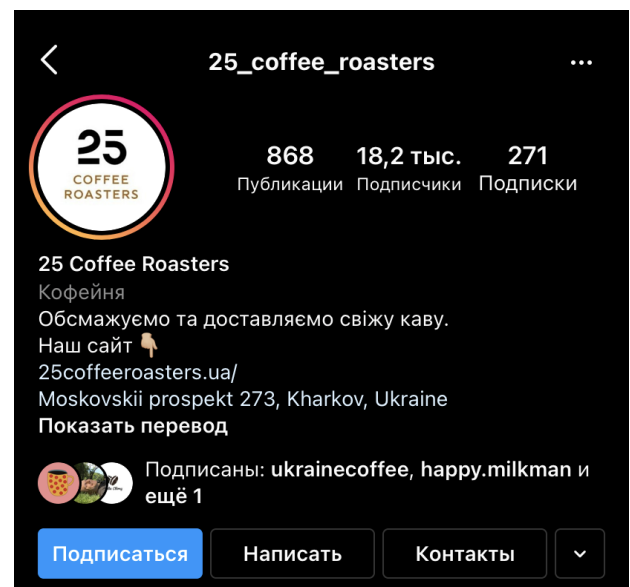 25_coffee_roasters
25
COFFEE
ROASTERS
868 18,2 тыс. 271
Публикации Подписчики Подписки
25 Coffee Roasters
Кофейня
Обсмажуємо та доставляємо свіжу каву.
Наш сайт 👇🏼
25coffeeroasters.ua/
Moskovskii prospekt 273, Kharkov, Ukraine
Показать перевод
Подписаны: ukrainecoffee, happy.milkman и
ещё 1
Подписаться Написать Контакты